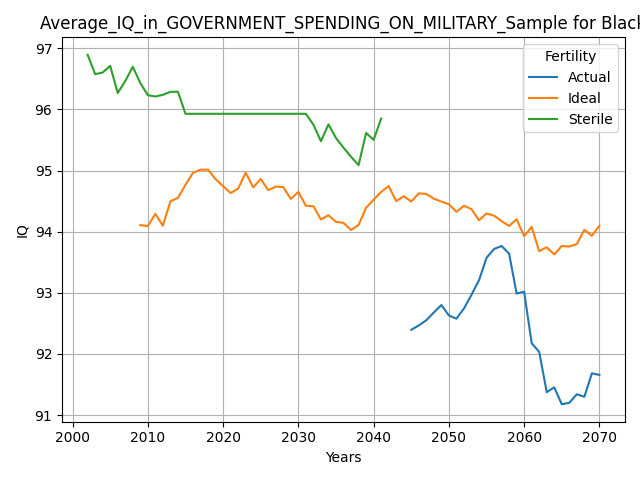 Average_IQ_in_GOVERNMENT_SPENDING_ON_MILITARY_Sample for Black
Fertility
Actual
Ideal
Sterile
97
96
95
94
93
92
91
IQ
2000 2010 2020 2030 2040 2050 2060 2070
Years